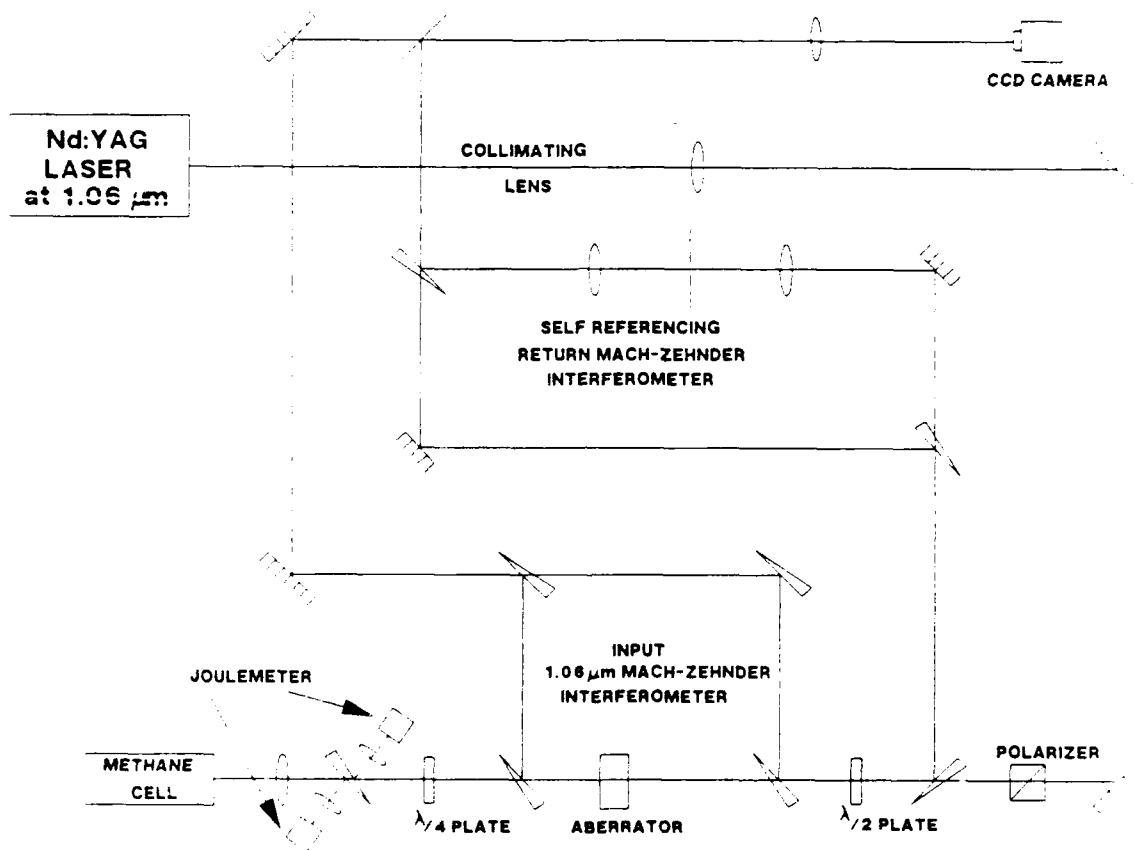 CCD CAMERA
Nd:YAG
LASER
at 1.06 μm
COLLIMATING
LENS
SELF REFERENCING
RETURN MACH-ZEHNDER
INTERFEROMETER
INPUT
1.06 μm MACH-ZEHNDER
INTERFEROMETER
JOULEMETER
METHANE
CELL
λ/4 PLATE
ABERRATOR
λ/2 PLATE
POLARIZER